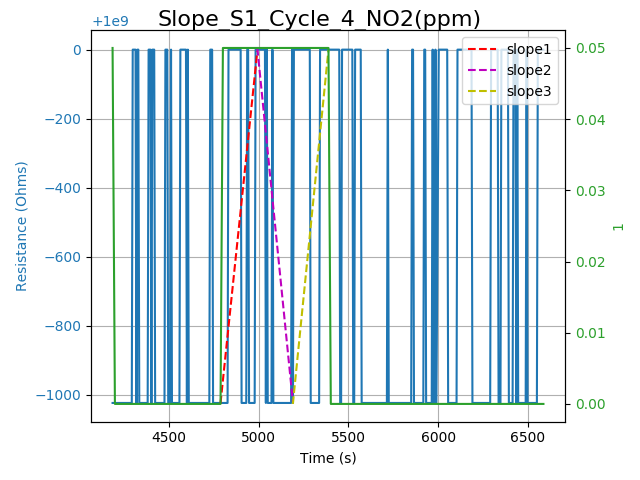 Slope_S1_Cycle_4_NO2(ppm)
+1e9
0
−200
−400
−600
−800
−1000
Resistance (Ohms)
4500
5000
5500
6000
6500
Time (s)
0.05
0.04
0.03
0.02
0.01
0.00
1
slope1
slope2
slope3